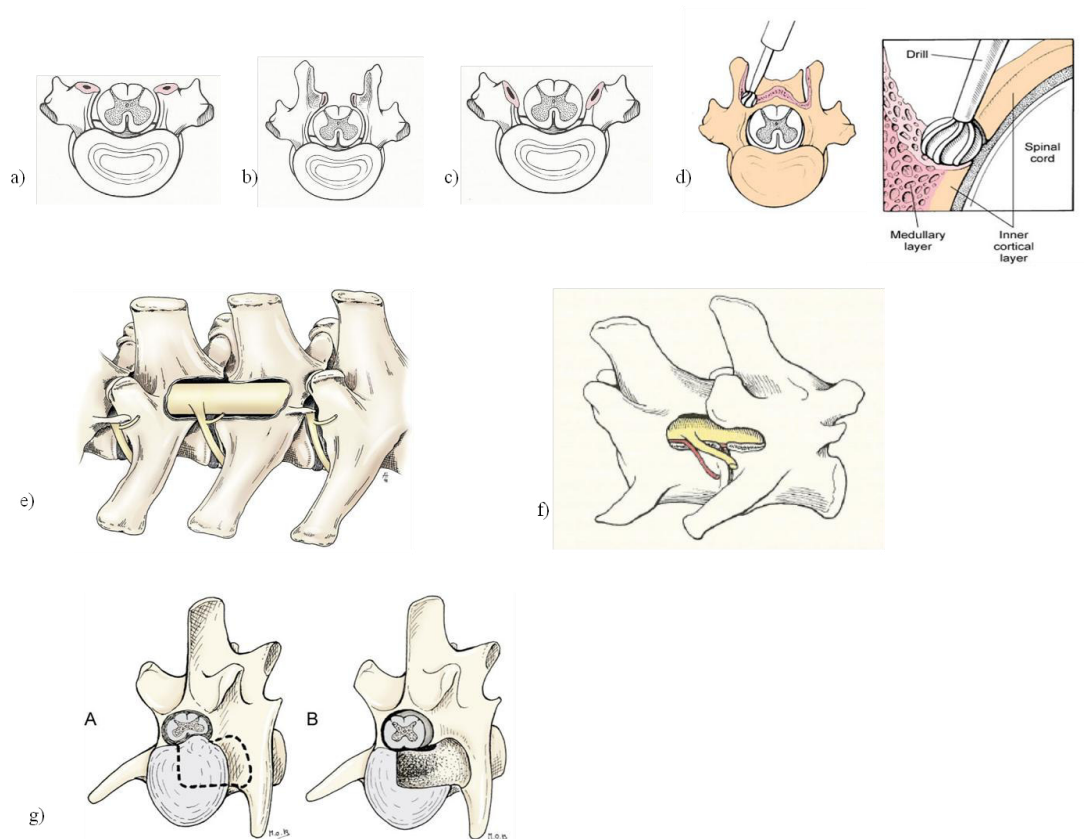 a)
b)
c)
d)
Drill
Spinal
cord
Medullary
layer
Inner
cortical
layer
e)
f)
A
B
g)
M.O.B.
M.O.B.